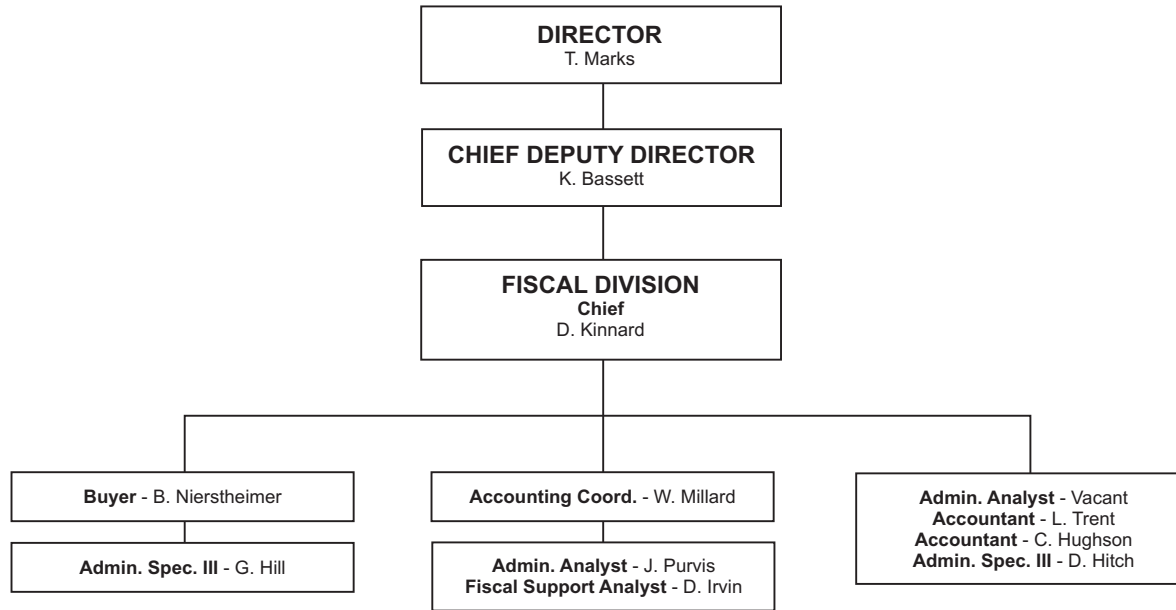 DIRECTOR
T. Marks
CHIEF DEPUTY DIRECTOR
K. Bassett
FISCAL DIVISION
Chief
D. Kinnard
Buyer - B. Nierstheimer
Admin. Spec. III - G. Hill
Accounting Coord. - W. Millard
Admin. Analyst - J. Purvis
Fiscal Support Analyst - D. Irvin
Admin. Analyst - Vacant
Accountant - L. Trent
Accountant - C. Hughson
Admin. Spec. III - D. Hitch